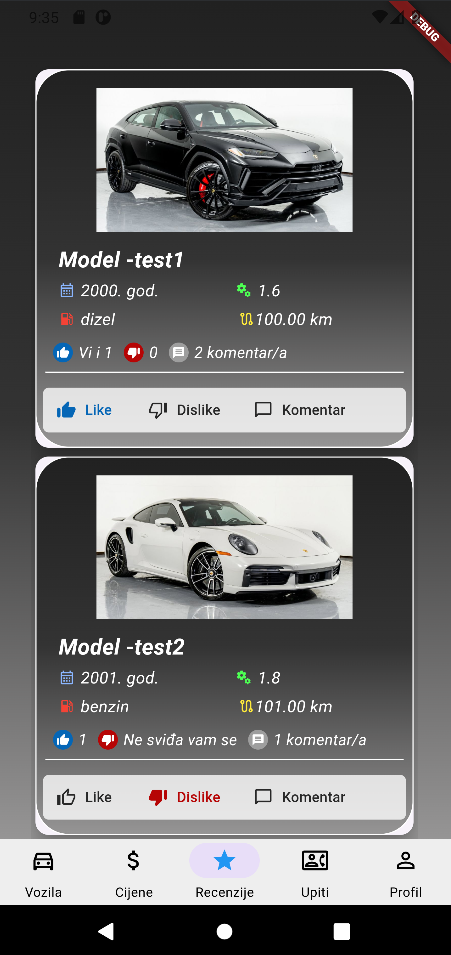 9:35
DEBUG
Model -test1
2000. god. 1.6
dizel 100.00 km
Vi i 1 0 2 komentar/a
Like Dislike Komentar
Model -test2
2001. god. 1.8
benzin 101.00 km
1 Ne sviđa vam se 1 komentar/a
Like Dislike Komentar
Vozila Cijene Recenzije Upiti Profil